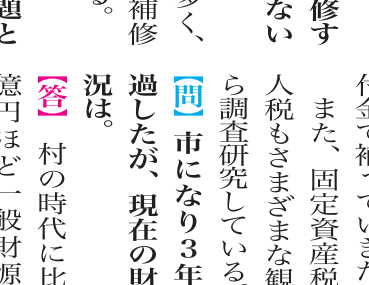 修す
ない
多く、
補修
る。
題と
付金で補っていきた
また、固定資産税
人税もさまざまな観
ら調査研究している。
【問】市になり３年
過したが、現在の財
況は。
【答】村の時代に比
億円ほど一般財源